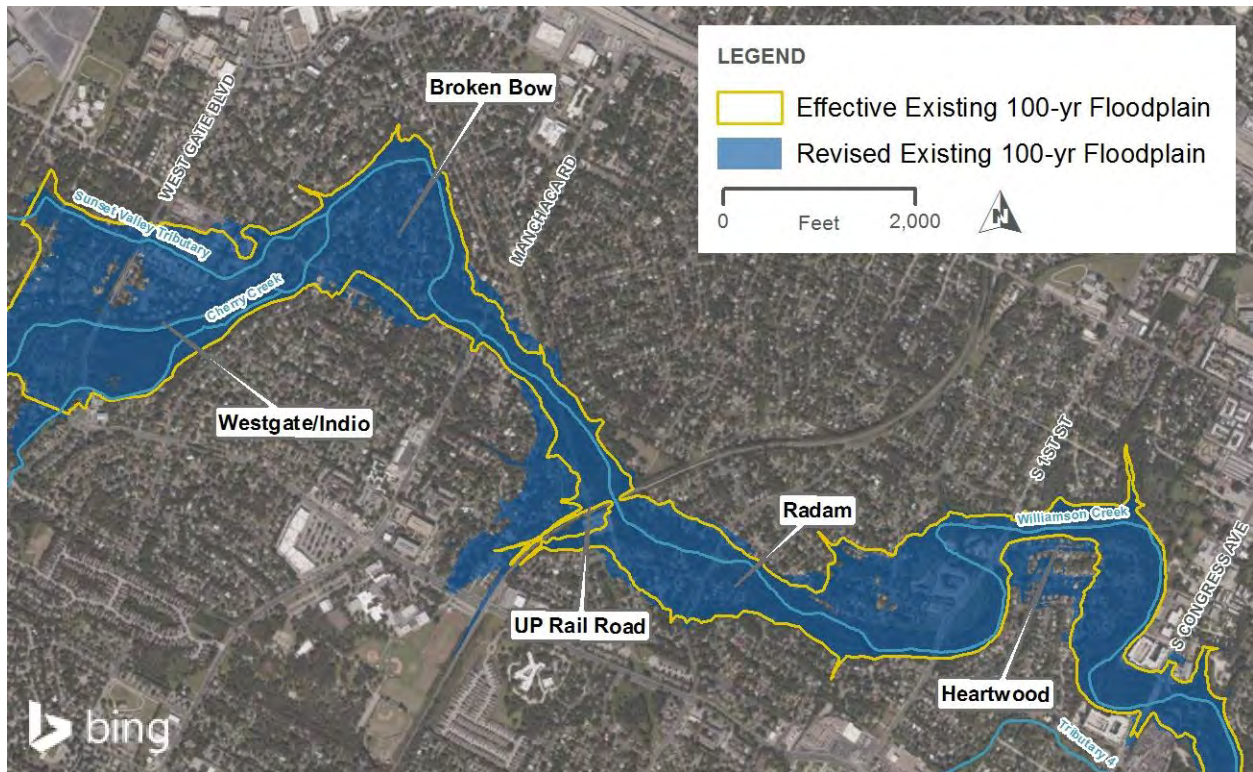 LEGEND
Effective Existing 100-yr Floodplain
Revised Existing 100-yr Floodplain
0 Feet 2,000
N
Broken Bow
WEST GATE BLVD
MANCHACA RD
Sunset Valley Tributary
Cherry Creek
Westgate/Indio
S 1ST ST
Radam
Williamson Creek
S CONGRESS AVE
UP Rail Road
Heartwood
Tributary 4
bing